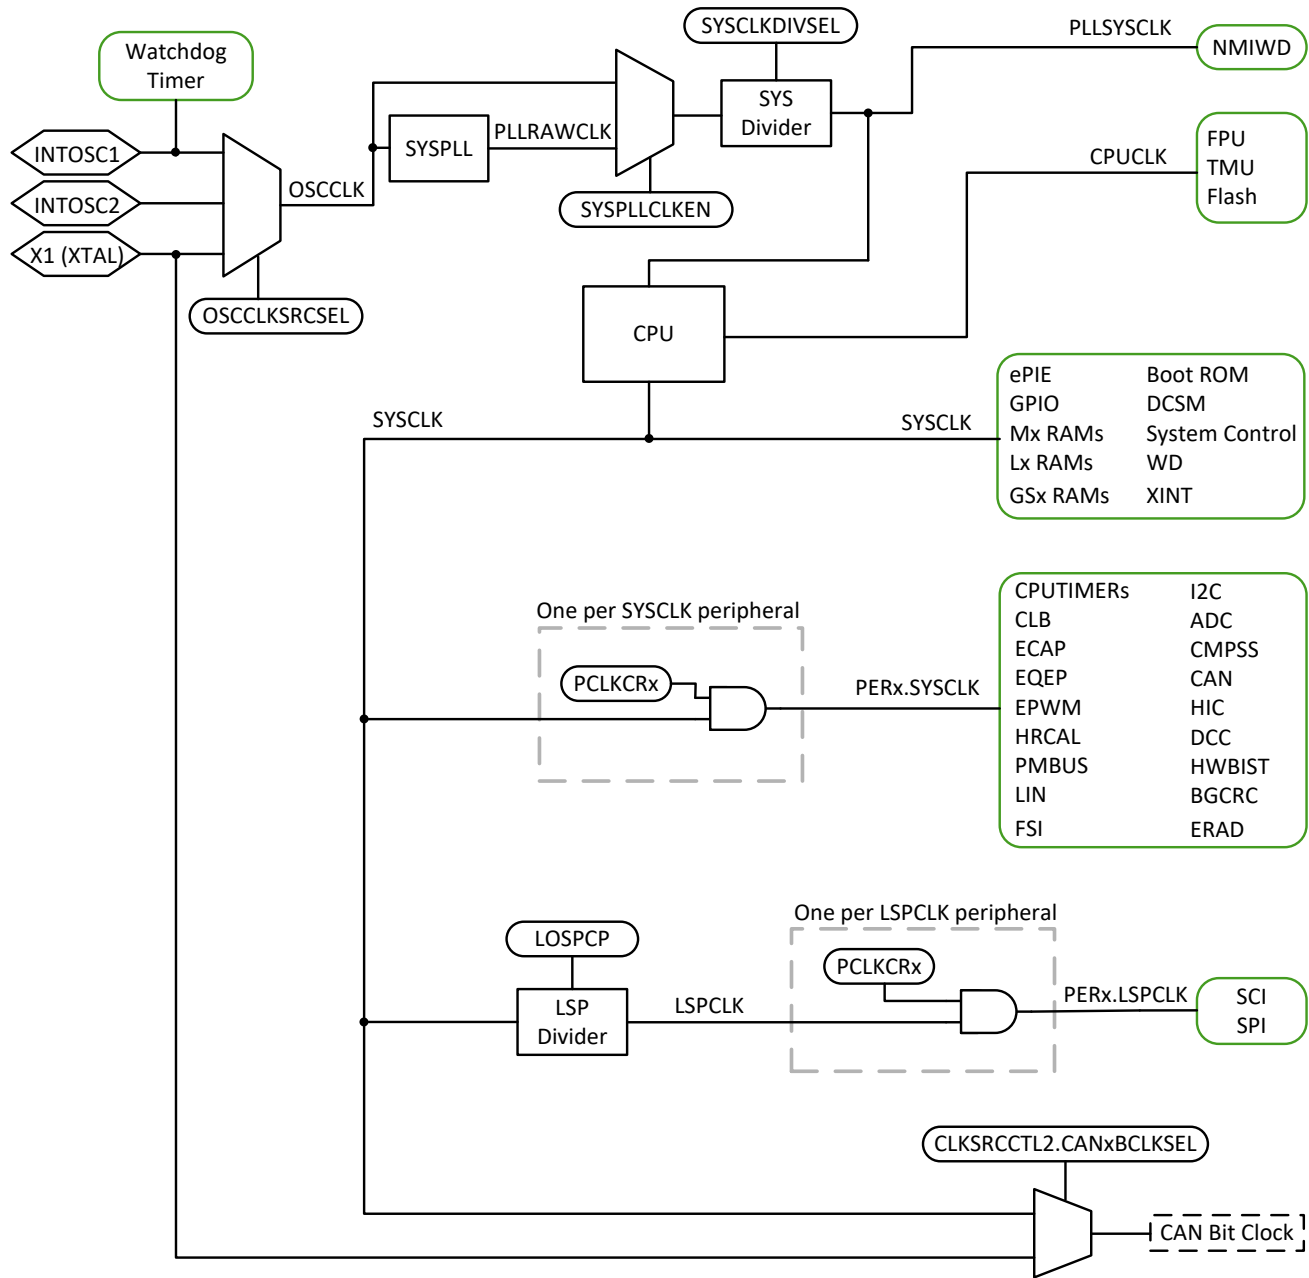 SYSCLKDIVSEL
PLLSYSCLK
NMIWD
Watchdog
Timer
SYS
Divider
INTOSC1
SYSPLL
PLLRAWCLK
FPU
TMU
Flash
CPUCLK
INTOSC2
OSCCLK
SYSPLLCLKEN
X1 (XTAL)
OSCCLKSRCSEL
CPU
ePIE
Boot ROM
GPIO
DCSM
Mx RAMs
System Control
Lx RAMs
WD
GSx RAMs
XINT
SYSCLK
SYSCLK
One per SYSCLK peripheral
PCLKCRx
PERx.SYSCLK
CPUTIMERs
I2C
CLB
ADC
ECAP
CMPSS
EQEP
CAN
EPWM
HIC
HRCAL
DCC
PMBUS
HWBIST
LIN
BGCRC
FSI
ERAD
One per LSPCLK peripheral
LOSPCP
PCLKCRx
LSP
Divider
LSPCLK
PERx.LSPCLK
SCI
SPI
CLKSRCCTL2.CANxBCLKSEL
CAN Bit Clock